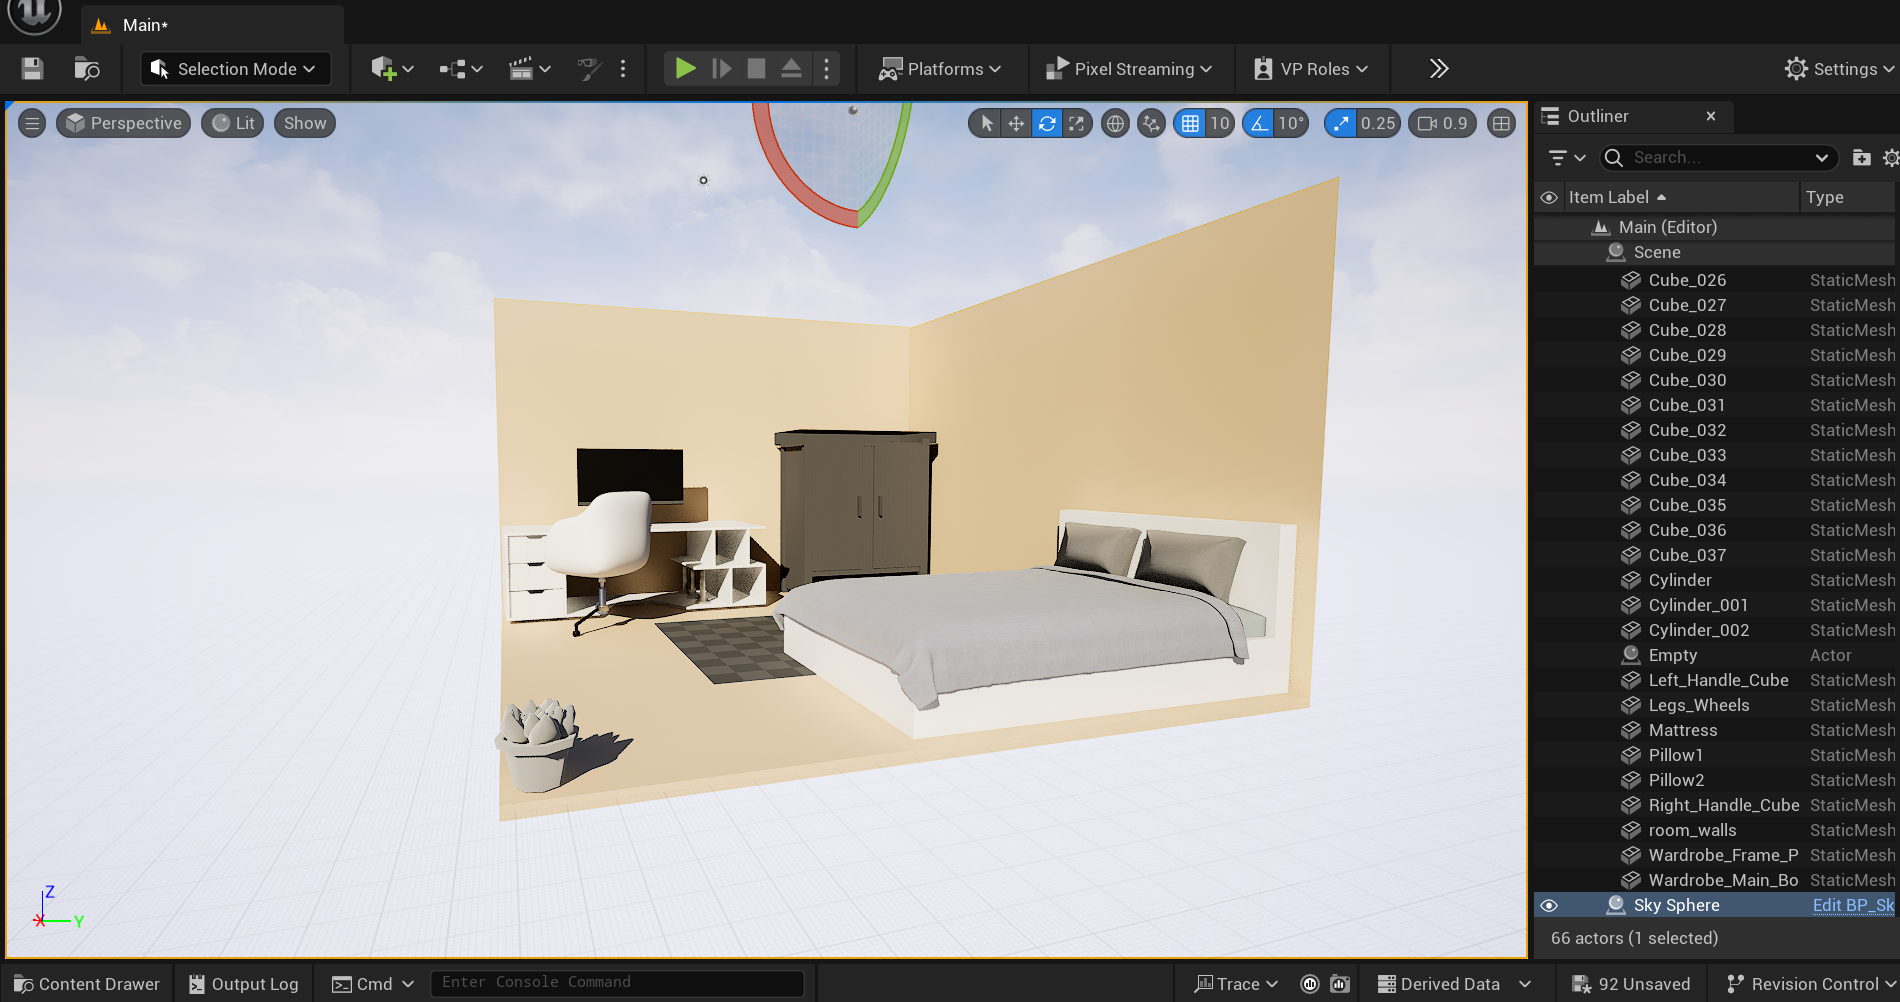 Main*
Selection Mode
Platforms
Pixel Streaming
VP Roles
Settings
Perspective
Lit
Show
10
10°
0.25
0.9
Outliner
Search...
Item Label
Type
Main (Editor)
Scene
Cube_026 StaticMesh
Cube_027 StaticMesh
Cube_028 StaticMesh
Cube_029 StaticMesh
Cube_030 StaticMesh
Cube_031 StaticMesh
Cube_032 StaticMesh
Cube_033 StaticMesh
Cube_034 StaticMesh
Cube_035 StaticMesh
Cube_036 StaticMesh
Cube_037 StaticMesh
Cylinder StaticMesh
Cylinder_001 StaticMesh
Cylinder_002 StaticMesh
Empty Actor
Left_Handle_Cube StaticMesh
Legs_Wheels StaticMesh
Mattress StaticMesh
Pillow1 StaticMesh
Pillow2 StaticMesh
Right_Handle_Cube StaticMesh
room_walls StaticMesh
Wardrobe_Frame_P StaticMesh
Wardrobe_Main_Bo StaticMesh
Sky Sphere Edit BP_Sk
66 actors (1 selected)
Z
X
Y
Content Drawer
Output Log
Cmd
Enter Console Command
Trace
Derived Data
92 Unsaved
Revision Control